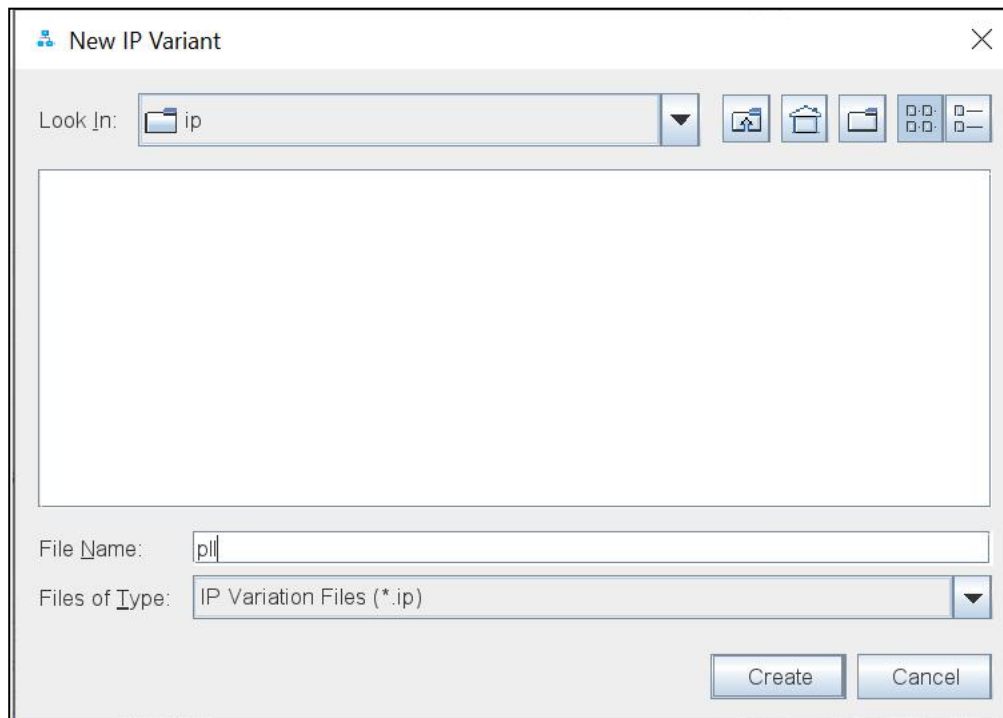 New IP Variant
Look In: ip
File Name: pll
Files of Type: IP Variation Files (*.ip)
Create Cancel